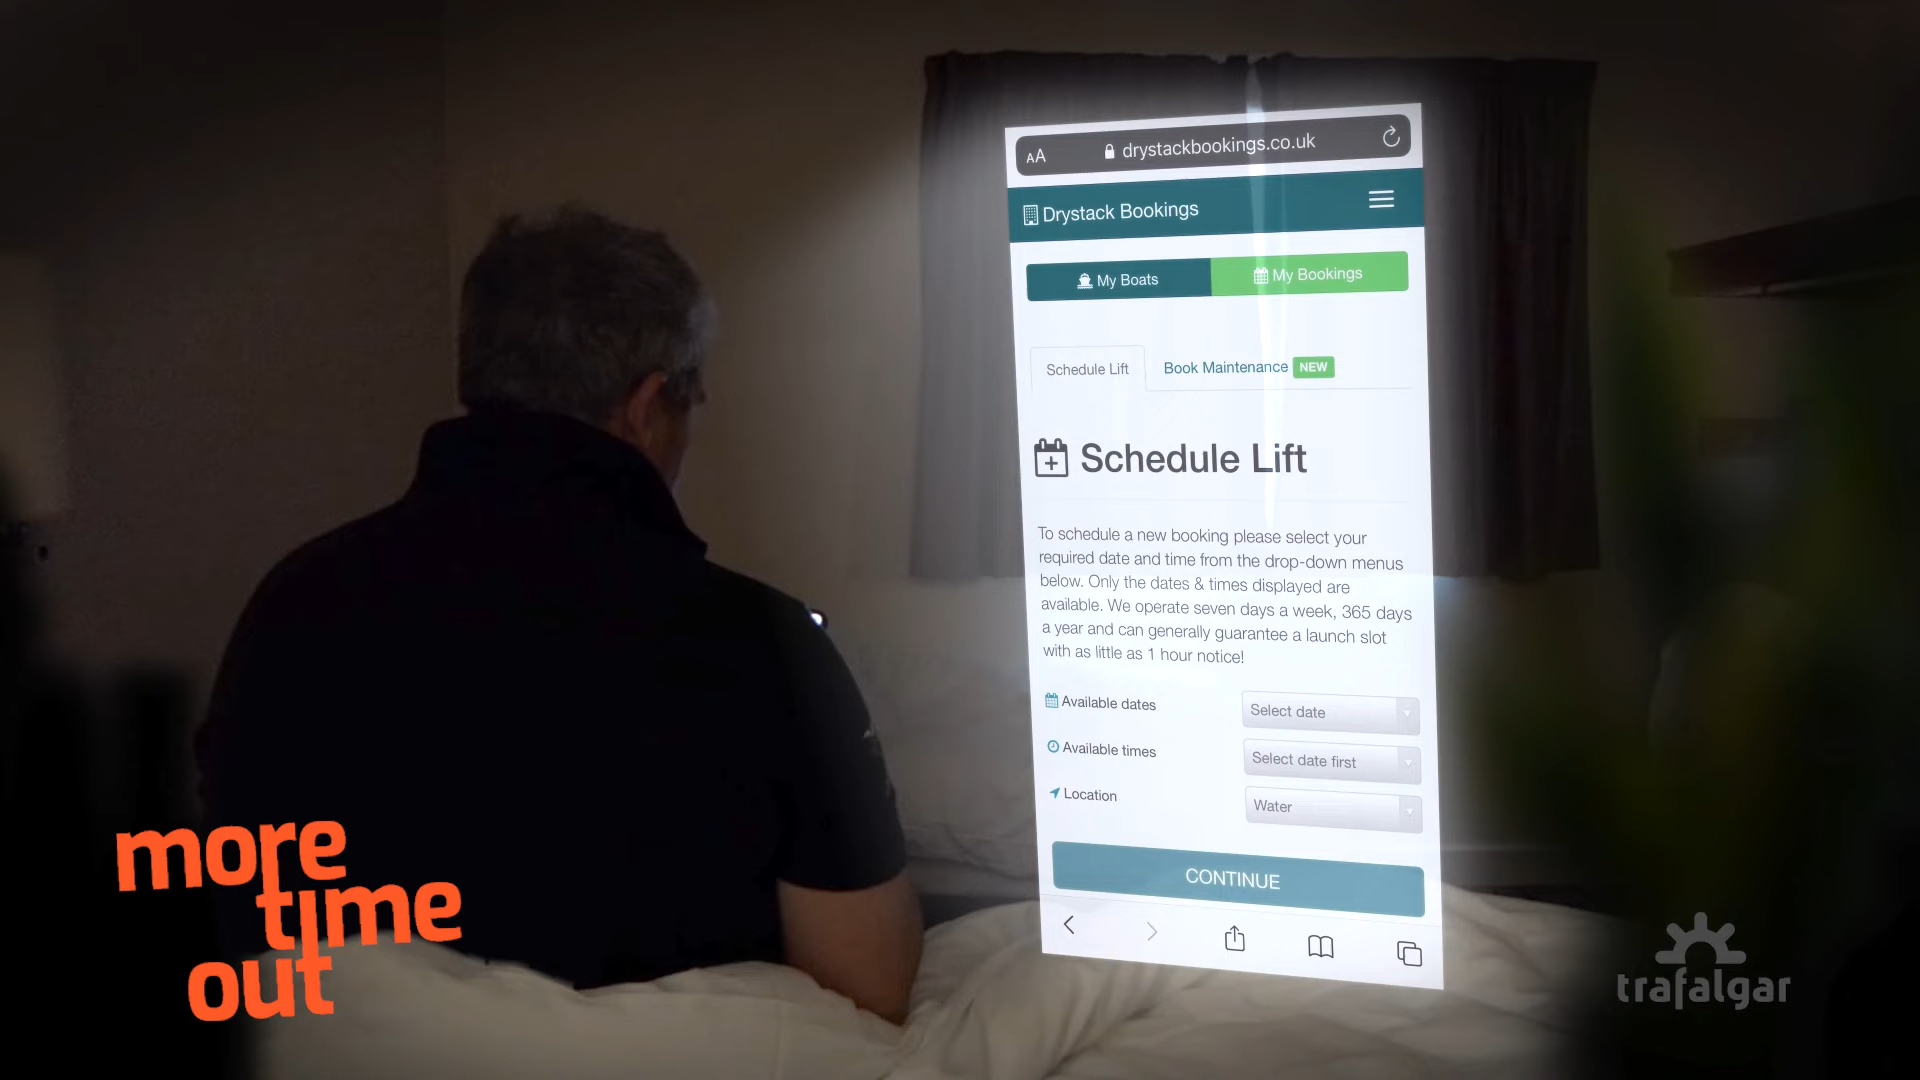 AA drystackbookings.co.uk
Drystack Bookings
My Boats
My Bookings
Schedule Lift
Book Maintenance NEW
Schedule Lift
To schedule a new booking please select your
required date and time from the drop-down menus
below. Only the dates & times displayed are
available. We operate seven days a week, 365 days
a year and can generally guarantee a launch slot
with as little as 1 hour notice!
Available dates Select date
Available times Select date first
Location Water
CONTINUE
more
time
out
trafalgar